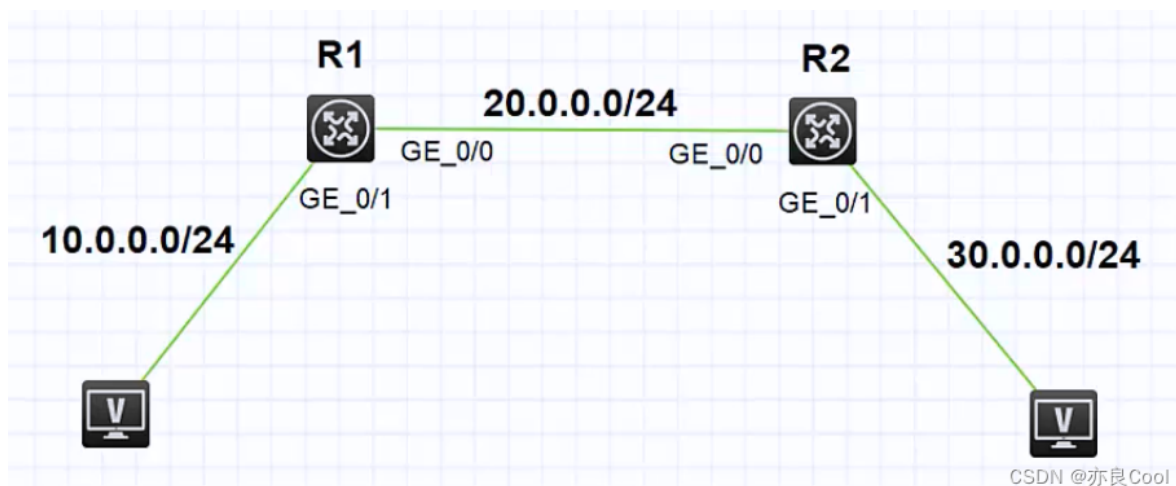 R1
R2
20.0.0.0/24
GE_0/0
GE_0/0
GE_0/1
GE_0/1
10.0.0.0/24
30.0.0.0/24
V
V
CSDN @亦良Cool